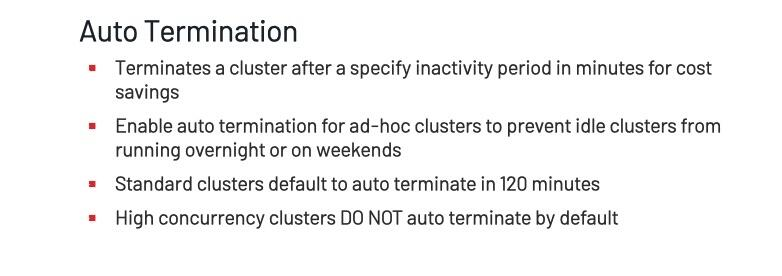 Auto Termination
Terminates a cluster after a specify inactivity period in minutes for cost
savings
Enable auto termination for ad-hoc clusters to prevent idle clusters from
running overnight or on weekends
Standard clusters default to auto terminate in 120 minutes
High concurrency clusters DO NOT auto terminate by default